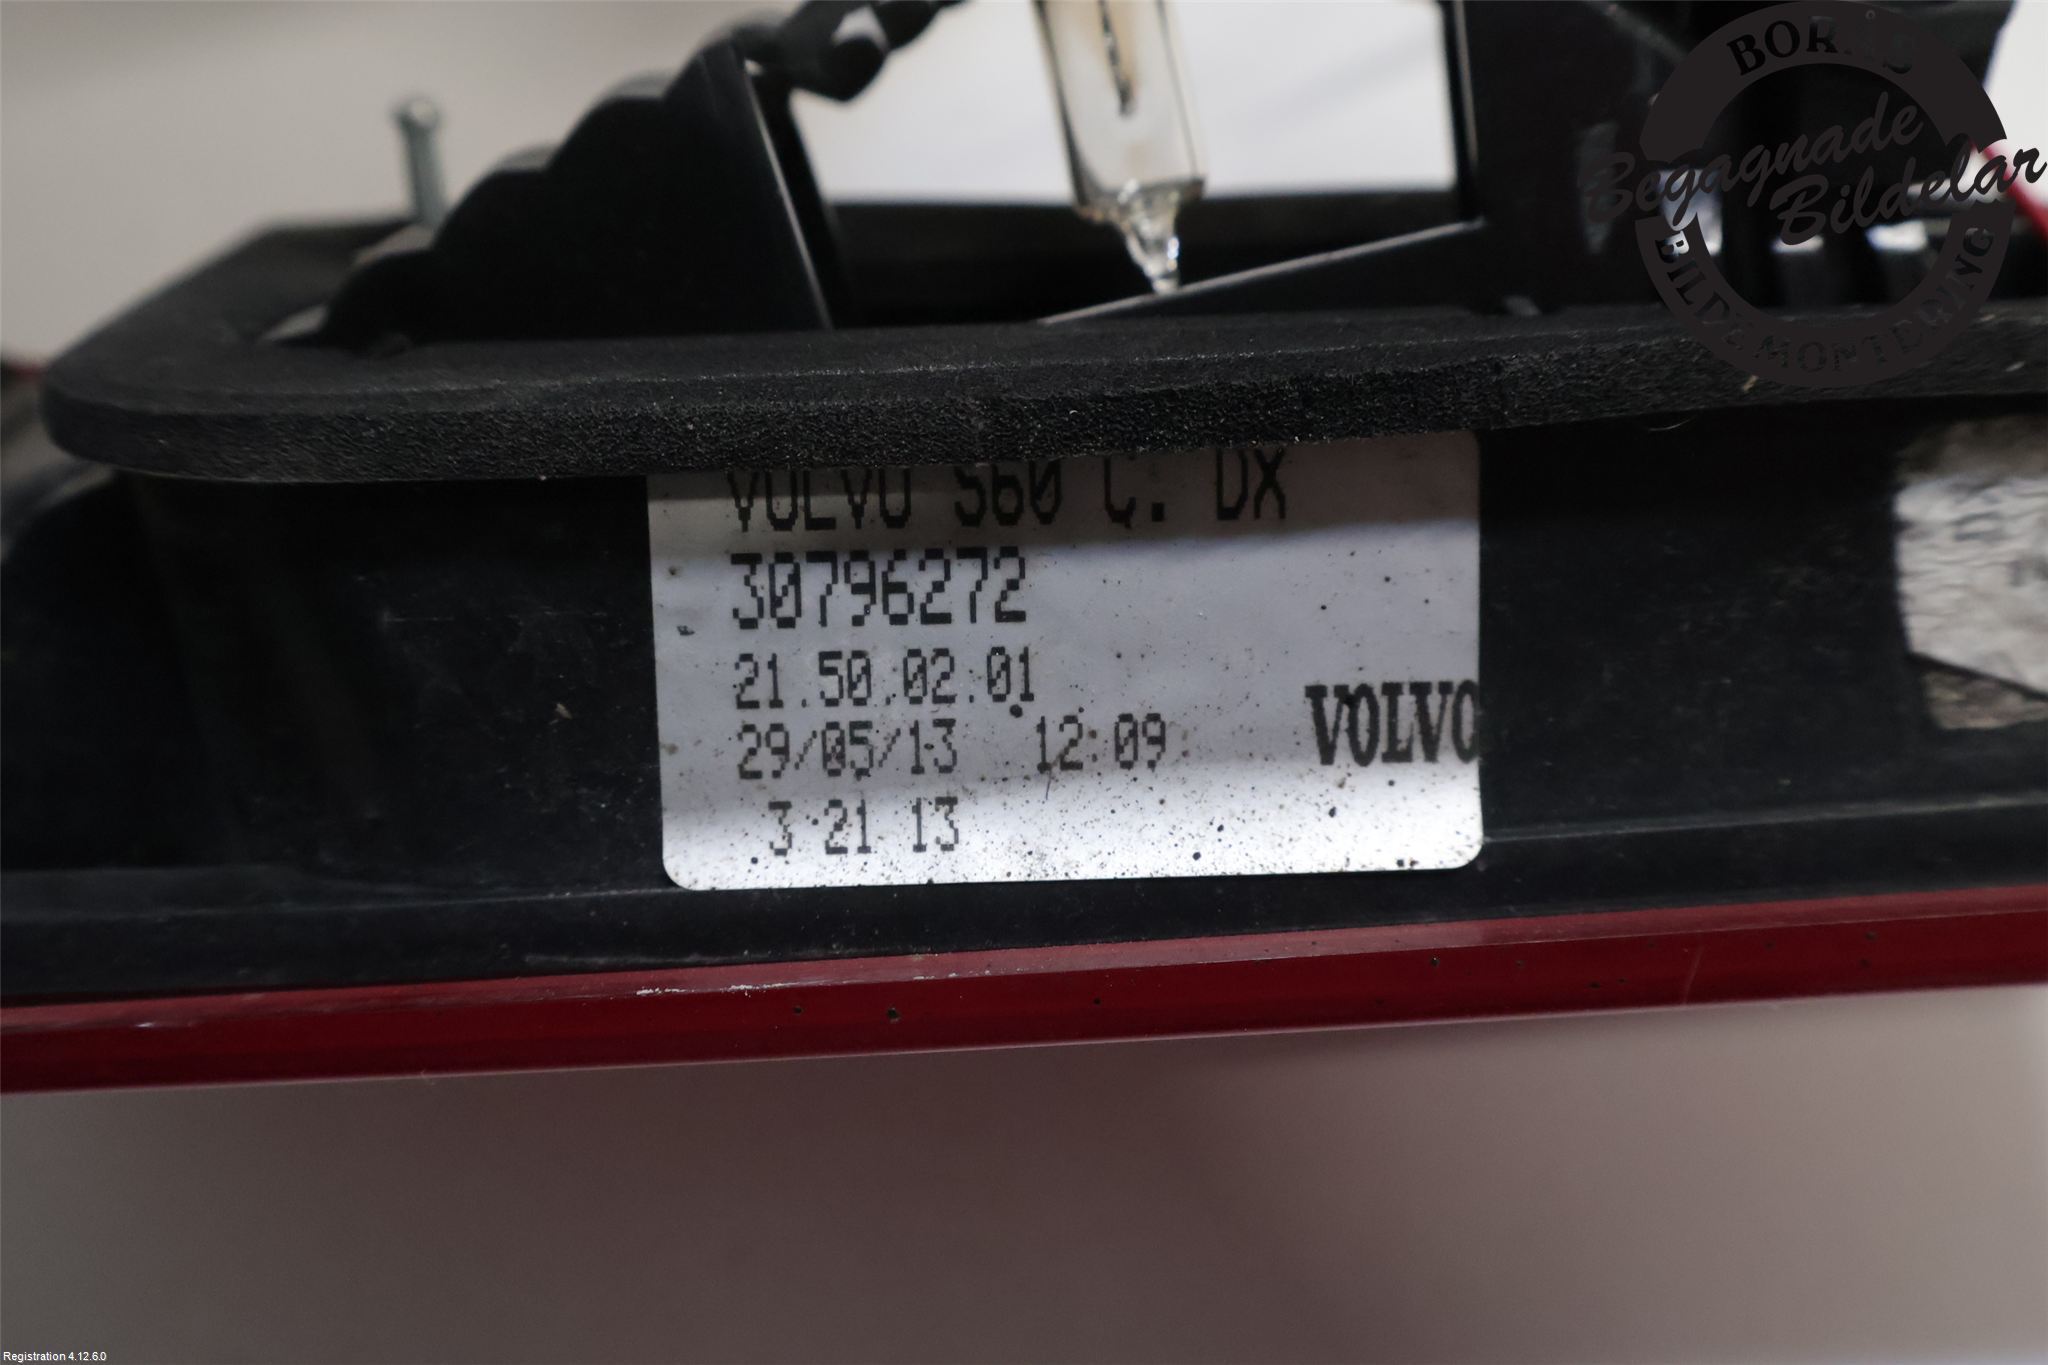 BORÅS
Begagnade
Bildelar
BILDEMONTERING
VOLVO S60 C. DX
30796272
21.50.02.01
29/05/13 12:09
VOLVO
3 21 13
Registration 4.12.6.0